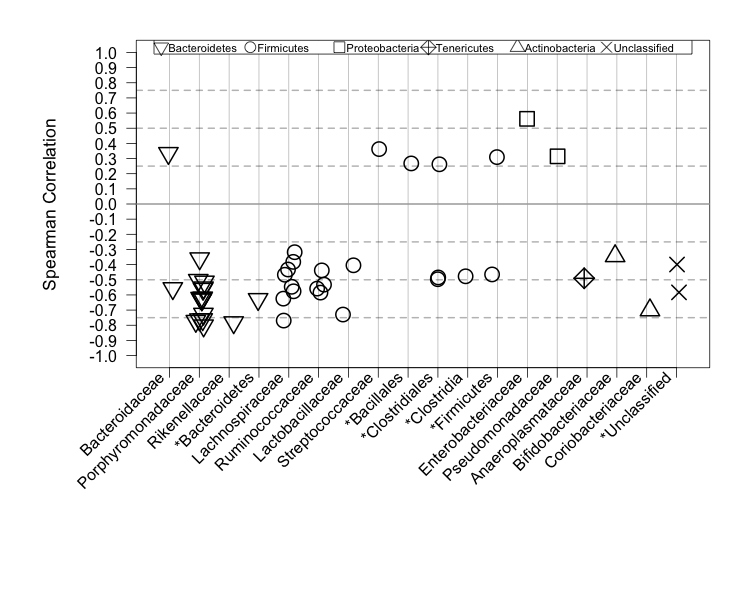 Bacteroidetes Firmicutes Proteobacteria Tenericutes Actinobacteria Unclassified
1.0
0.9
0.8
0.7
0.6
0.5
0.4
0.3
0.2
0.1
0.0
-0.1
-0.2
-0.3
-0.4
-0.5
-0.6
-0.7
-0.8
-0.9
-1.0
Spearman Correlation
Bacteroidaceae
Porphyromonadaceae
Rikenellaceae
*Bacteroidetes
Lachnospiraceae
Ruminococcaceae
Lactobacillaceae
Streptococcaceae
*Bacillales
*Clostridiales
*Clostridia
*Firmicutes
Enterobacteriaceae
Pseudomonadaceae
Anaeroplasmataceae
Bifidobacteriaceae
Coriobacteriaceae
*Unclassified